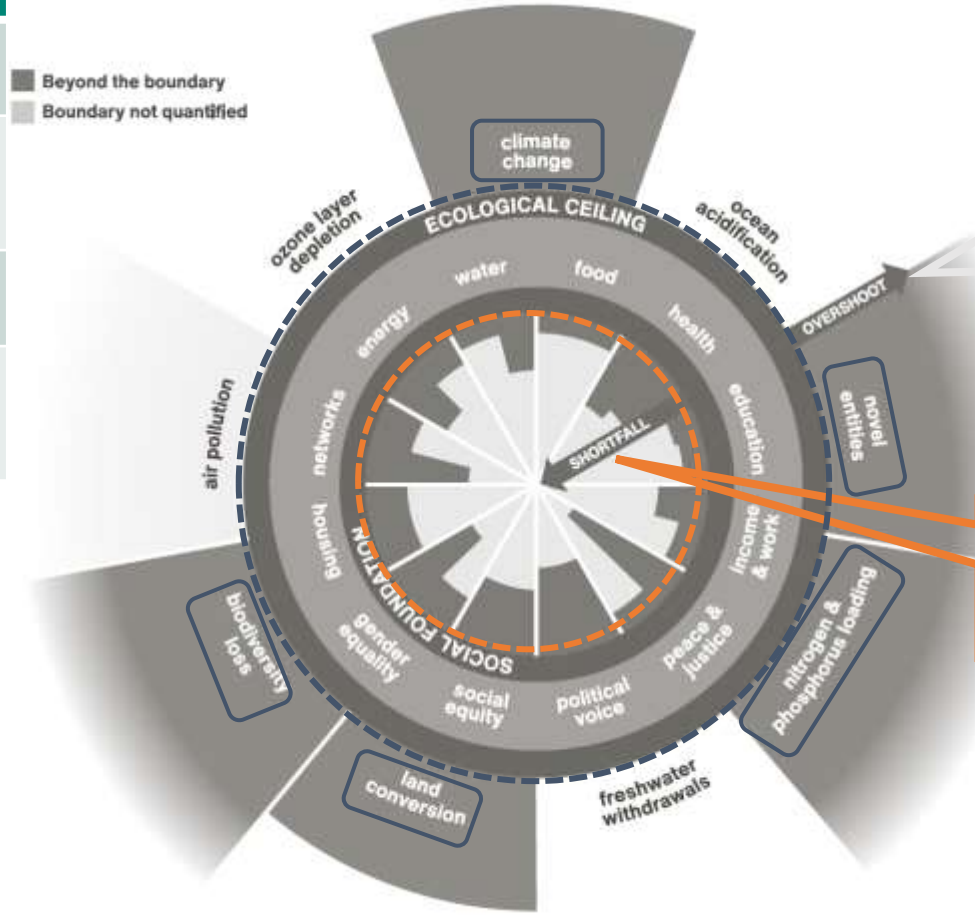 Beyond the boundary
Boundary not quantified
climate
change
ozone layer
depletion
ECOLOGICAL CEILING
ocean
acidification
water
food
OVERSHOOT
energy
health
novel
entities
air pollution
networks
education
SHORTFALL
housing
income
& work
SOCIAL FOUNDATION
biodiversity
loss
gender
equality
peace &
justice
nitrogen &
phosphorus loading
social
equity
political
voice
land
conversion
freshwater
withdrawals